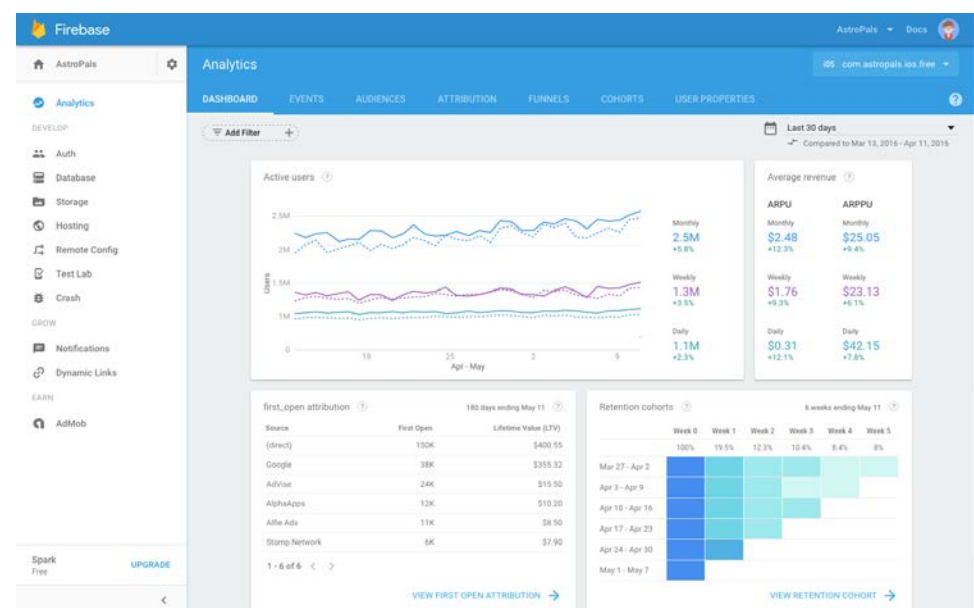 Firebase
AstroPals
Docs
AstroPals
Analytics
DEVELOP
Auth
Database
Storage
Hosting
Remote Config
Test Lab
Crash
GROW
Notifications
Dynamic Links
EARN
AdMob
Spark
Free
UPGRADE
Analytics
iOS com.astropals.ios.free
DASHBOARD EVENTS AUDIENCES ATTRIBUTION FUNNELS COHORTS USER PROPERTIES
Add Filter +
Last 30 days
Compared to Mar 13, 2016 - Apr 11, 2016
Active users
2.5M
2M
1.5M
1M
0
Users
18 25 2 9
Apr - May
Monthly
2.5M
+5.8%
Weekly
1.3M
+3.5%
Daily
1.1M
+2.3%
Average revenue
ARPU ARPPU
Monthly Monthly
$2.48 $25.05
+12.3% +9.4%
Weekly Weekly
$1.76 $23.13
+9.3% +6.1%
Daily Daily
$0.31 $42.15
+12.1% +7.8%
first_open attribution 180 days ending May 11
Source First Open Lifetime Value (LTV)
(direct) 150K $400.55
Google 38K $355.32
AdVise 24K $15.50
AlphaApps 12K $10.20
Alfie Ads 11K $8.50
Stomp Network 6K $7.90
1 - 6 of 6
VIEW FIRST OPEN ATTRIBUTION
Retention cohorts 6 weeks ending May 11
Week 0 Week 1 Week 2 Week 3 Week 4 Week 5
100% 19.5% 12.3% 10.4% 8.4% 8%
Mar 27 - Apr 2
Apr 3 - Apr 9
Apr 10 - Apr 16
Apr 17 - Apr 23
Apr 24 - Apr 30
May 1 - May 7
VIEW RETENTION COHORT